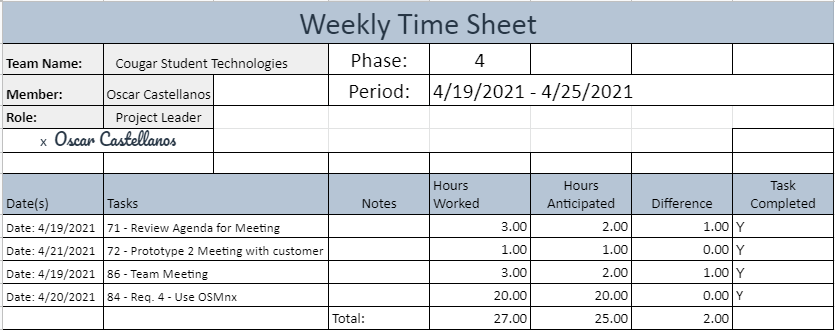 Weekly Time Sheet
Team Name: Cougar Student Technologies Phase: 4
Member: Oscar Castellanos Period: 4/19/2021 - 4/25/2021
Role: Project Leader
x Oscar Castellanos
Date(s) Tasks Notes Hours Worked Hours Anticipated Difference Task Completed
Date: 4/19/2021 71 - Review Agenda for Meeting 3.00 2.00 1.00 Y
Date: 4/21/2021 72 - Prototype 2 Meeting with customer 1.00 1.00 0.00 Y
Date: 4/19/2021 86 - Team Meeting 3.00 2.00 1.00 Y
Date: 4/20/2021 84 - Req. 4 - Use OSMnx 20.00 20.00 0.00 Y
Total: 27.00 25.00 2.00